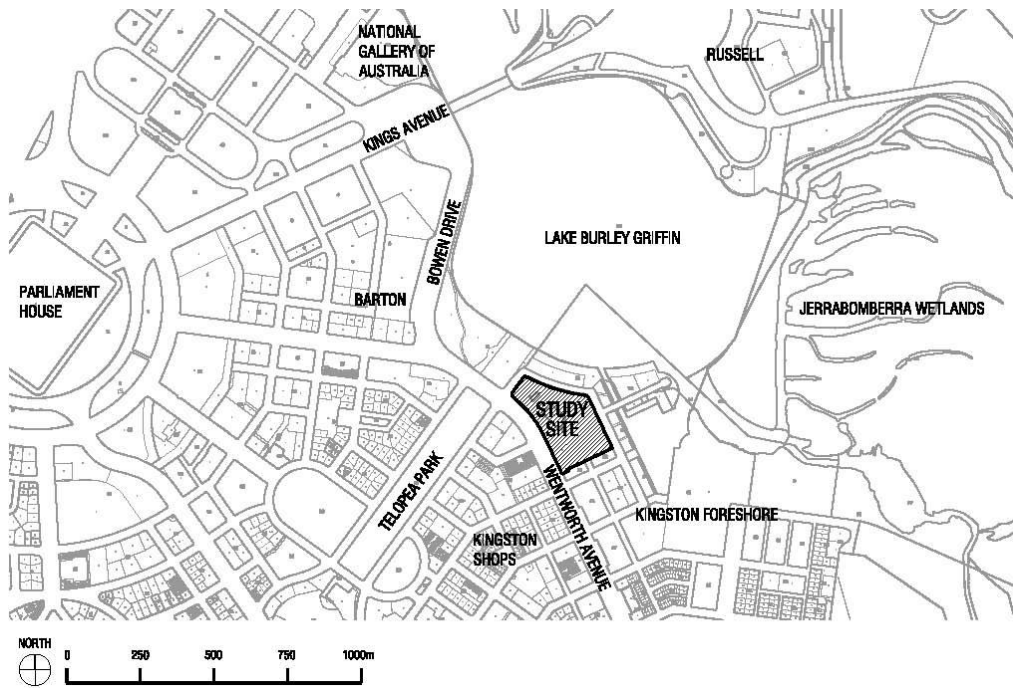 NATIONAL
GALLERY OF
AUSTRALIA
RUSSELL
KINGS AVENUE
BOWEN DRIVE
LAKE BURLEY GRIFFIN
PARLIAMENT
HOUSE
BARTON
JERRABOMBERRA WETLANDS
STUDY
SITE
TELOPEA PARK
WENTWORTH AVENUE
KINGSTON FORESHORE
KINGSTON
SHOPS
NORTH
0 250 500 750 1000m